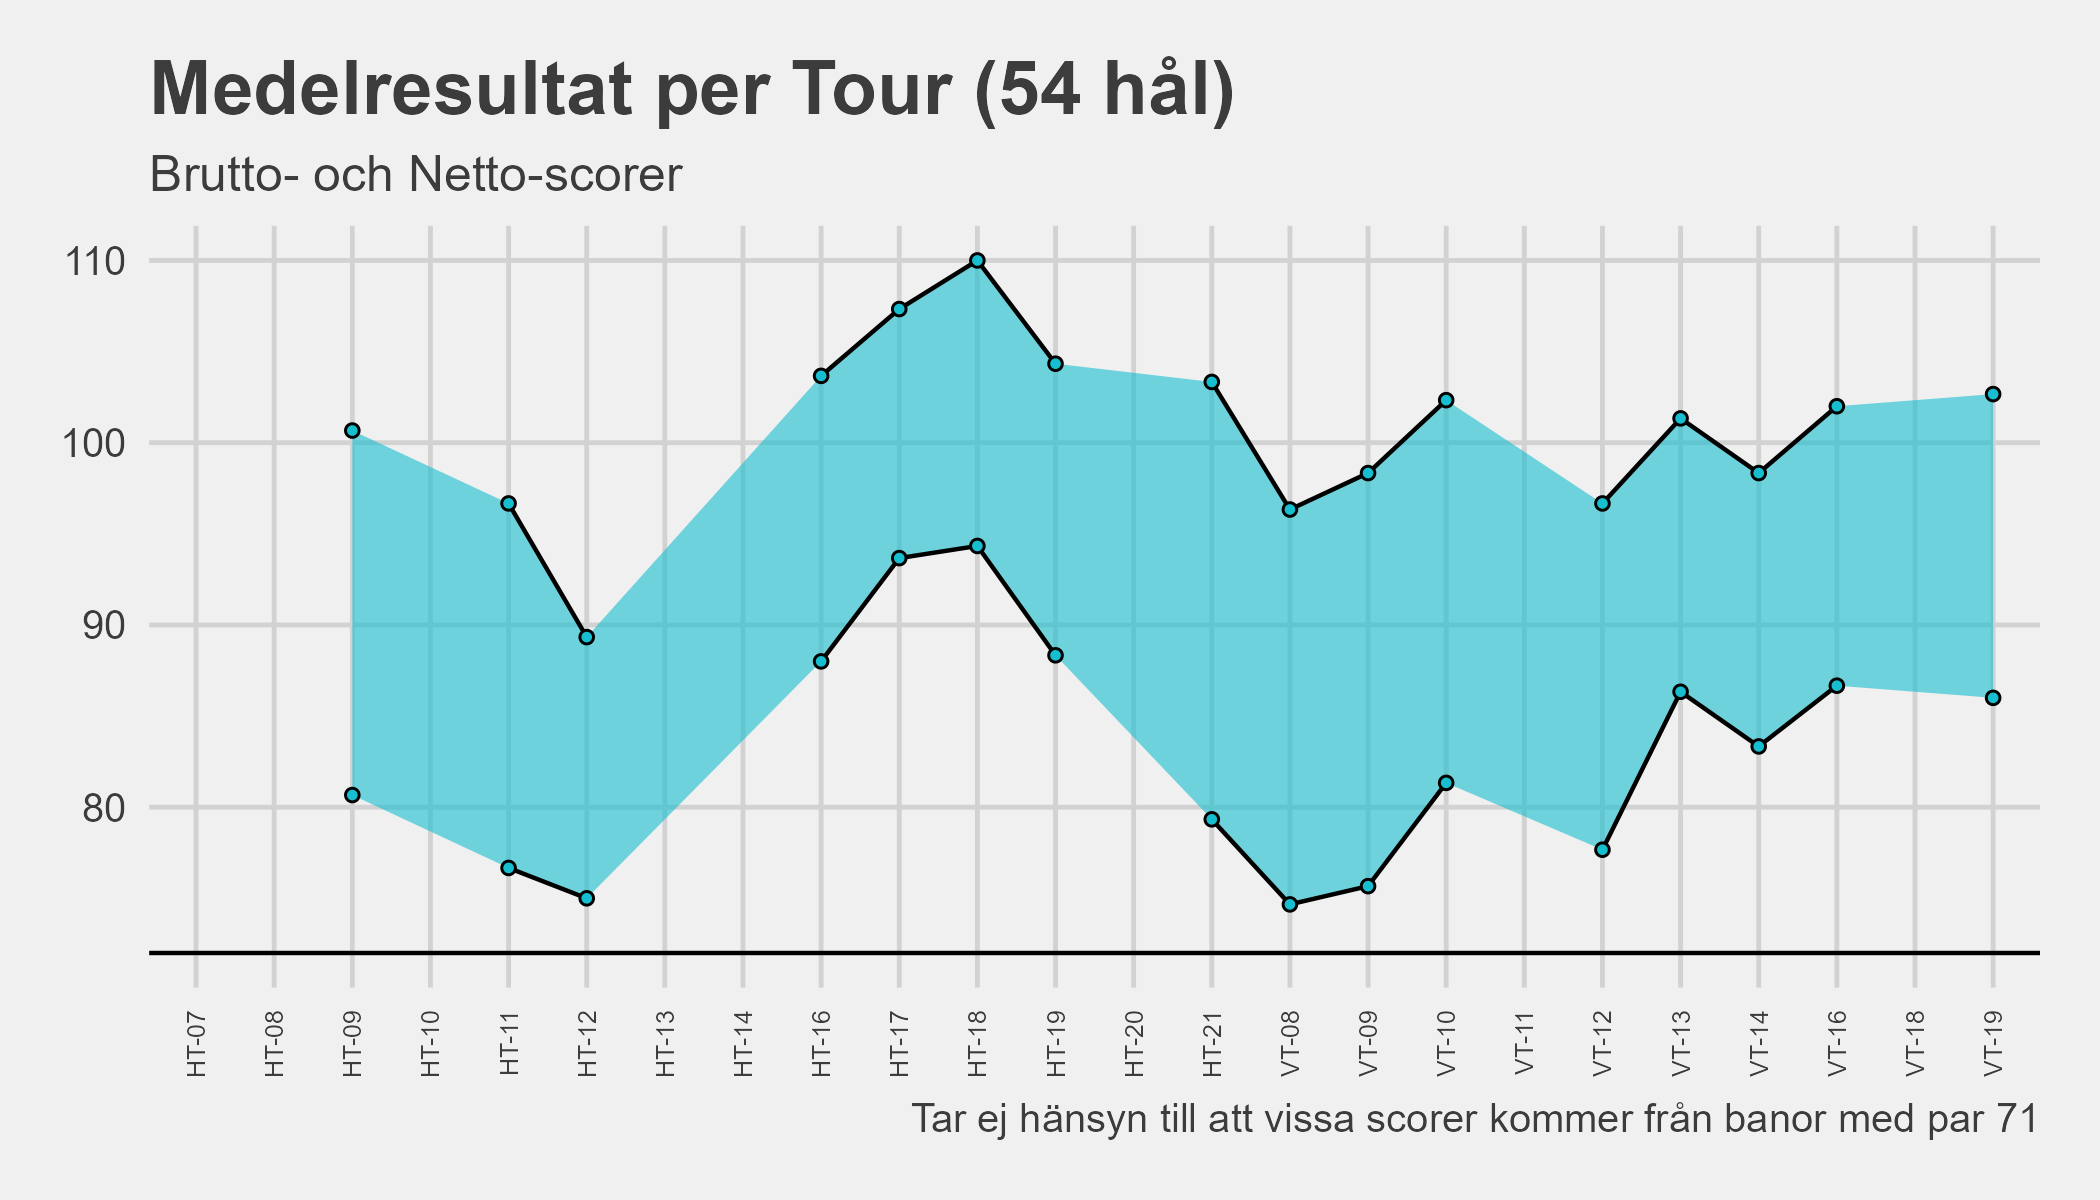 Medelresultat per Tour (54 hål)
Brutto- och Netto-scorer
110
100
90
80
HT-07
HT-08
HT-09
HT-10
HT-11
HT-12
HT-13
HT-14
HT-16
HT-17
HT-18
HT-19
HT-20
HT-21
VT-08
VT-09
VT-10
VT-11
VT-12
VT-13
VT-14
VT-16
VT-18
VT-19
Tar ej hänsyn till att vissa scorer kommer från banor med par 71